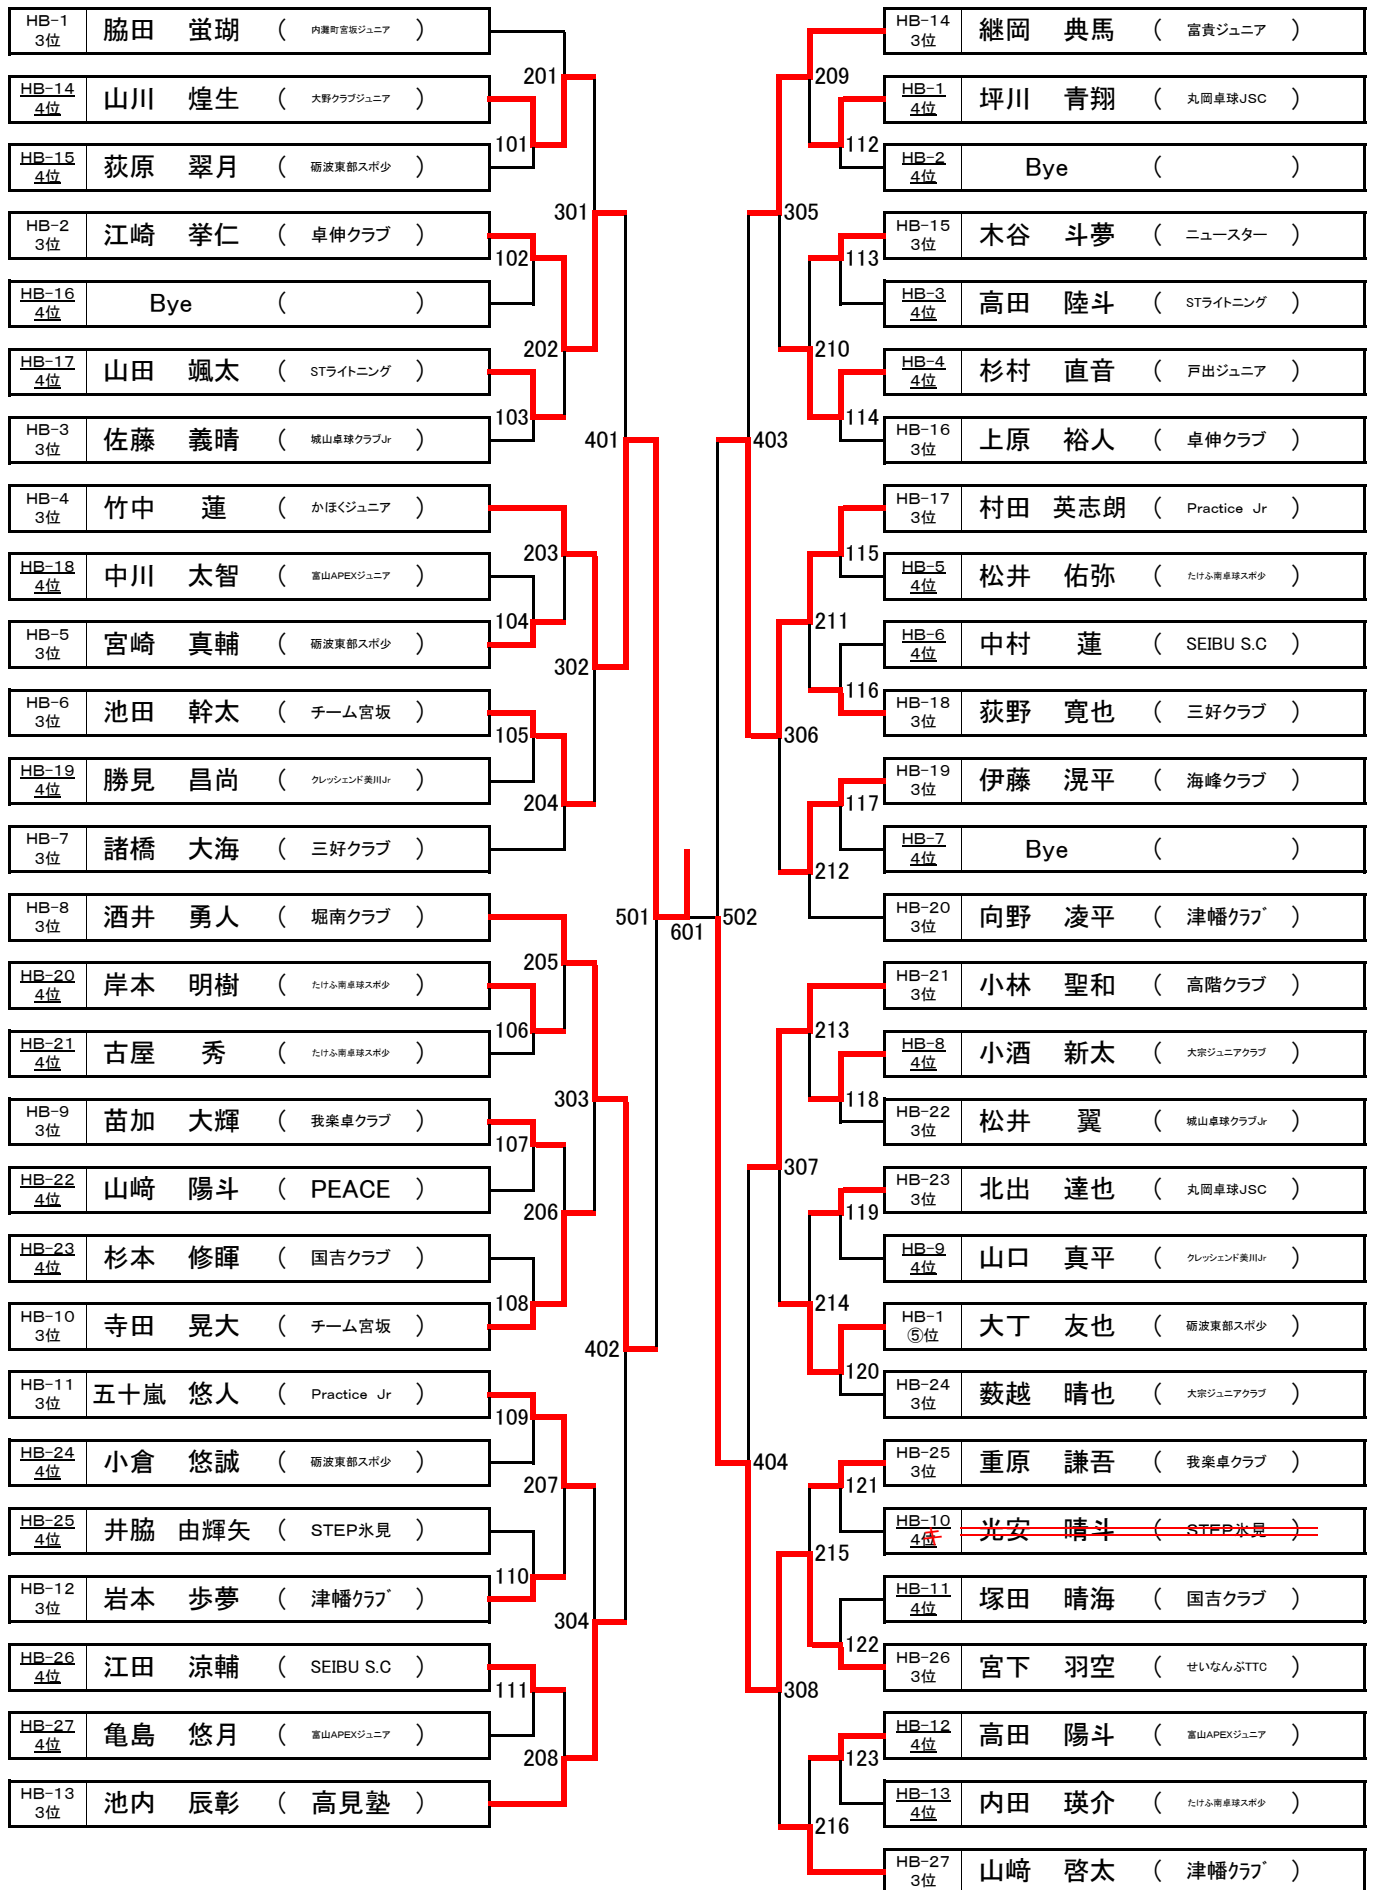 HB-1 3位 脇田 蛍瑚 ( 内灘町宮坂ジュニア )
201
HB-14 4位 山川 煌生 ( 大野クラブジュニア )
101
HB-15 4位 荻原 翠月 ( 砺波東部スポ少 )
301
HB-2 3位 江崎 挙仁 ( 卓伸クラブ )
102
HB-16 4位 Bye ( )
202
HB-17 4位 山田 颯太 ( STライトニング )
103
HB-3 3位 佐藤 義晴 ( 城山卓球クラブJr )
401
HB-4 3位 竹中 蓮 ( かほくジュニア )
203
HB-18 4位 中川 太智 ( 富山APEXジュニア )
104
HB-5 3位 宮崎 真輔 ( 砺波東部スポ少 )
302
HB-6 3位 池田 幹太 ( チーム宮坂 )
105
HB-19 4位 勝見 昌尚 ( クレッシェンド美川Jr )
204
HB-7 3位 諸橋 大海 ( 三好クラブ )
HB-8 3位 酒井 勇人 ( 堀南クラブ )
501
601
502
205
HB-20 4位 岸本 明樹 ( たけふ南卓球スポ少 )
106
HB-21 4位 古屋 秀 ( たけふ南卓球スポ少 )
303
HB-9 3位 苗加 大輝 ( 我楽卓クラブ )
107
HB-22 4位 山﨑 陽斗 ( PEACE )
206
HB-23 4位 杉本 修暉 ( 国吉クラブ )
108
HB-10 3位 寺田 晃大 ( チーム宮坂 )
402
HB-11 3位 五十嵐 悠人 ( Practice Jr )
109
HB-24 4位 小倉 悠誠 ( 砺波東部スポ少 )
207
HB-25 4位 井脇 由輝矢 ( STEP氷見 )
110
HB-12 3位 岩本 歩夢 ( 津幡クラブ )
304
HB-26 4位 江田 涼輔 ( SEIBU S.C )
111
HB-27 4位 亀島 悠月 ( 富山APEXジュニア )
208
HB-13 3位 池内 辰彰 ( 高見塾 )
HB-14 3位 継岡 典馬 ( 富貴ジュニア )
209
HB-1 4位 坪川 青翔 ( 丸岡卓球JSC )
112
HB-2 4位 Bye ( )
305
HB-15 3位 木谷 斗夢 ( ニュースター )
113
HB-3 4位 高田 陸斗 ( STライトニング )
210
HB-4 4位 杉村 直音 ( 戸出ジュニア )
114
HB-16 3位 上原 裕人 ( 卓伸クラブ )
403
HB-17 3位 村田 英志朗 ( Practice Jr )
115
HB-5 4位 松井 佑弥 ( たけふ南卓球スポ少 )
211
HB-6 4位 中村 蓮 ( SEIBU S.C )
116
HB-18 3位 荻野 寛也 ( 三好クラブ )
306
HB-19 3位 伊藤 滉平 ( 海峰クラブ )
117
HB-7 4位 Bye ( )
212
HB-20 3位 向野 凌平 ( 津幡クラブ )
HB-21 3位 小林 聖和 ( 高階クラブ )
213
HB-8 4位 小酒 新太 ( 大宗ジュニアクラブ )
118
HB-22 3位 松井 翼 ( 城山卓球クラブJr )
307
HB-23 3位 北出 達也 ( 丸岡卓球JSC )
119
HB-9 4位 山口 真平 ( クレッシェンド美川Jr )
214
HB-1 ⑤位 大丁 友也 ( 砺波東部スポ少 )
120
HB-24 3位 薮越 晴也 ( 大宗ジュニアクラブ )
404
HB-25 3位 重原 謙吾 ( 我楽卓クラブ )
121
HB-10 4位 光安 晴斗 ( STEP氷見 )
215
HB-11 4位 塚田 晴海 ( 国吉クラブ )
122
HB-26 3位 宮下 羽空 ( せいなんぶTTC )
308
HB-12 4位 高田 陽斗 ( 富山APEXジュニア )
123
HB-13 4位 内田 瑛介 ( たけふ南卓球スポ少 )
216
HB-27 3位 山﨑 啓太 ( 津幡クラブ )